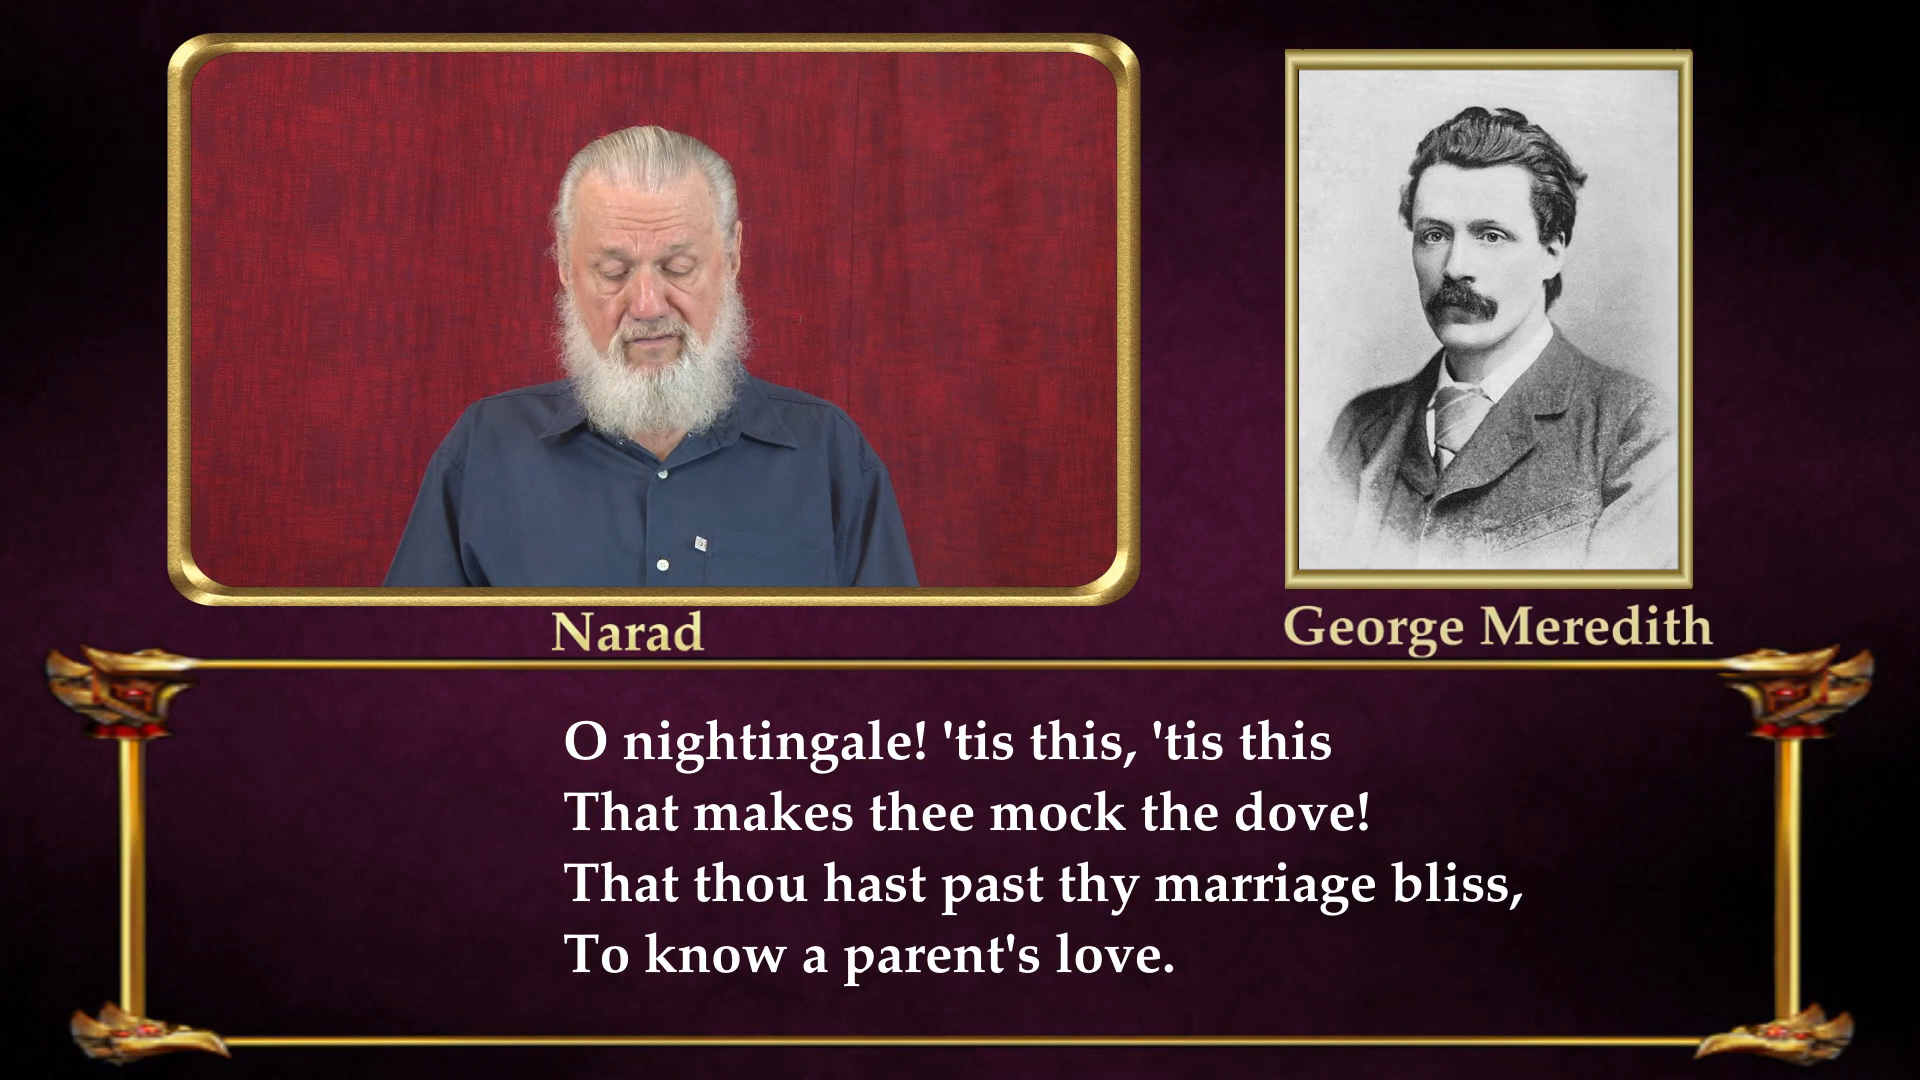 Narad
George Meredith
O nightingale! 'tis this, 'tis this
That makes thee mock the dove!
That thou hast past thy marriage bliss,
To know a parent's love.